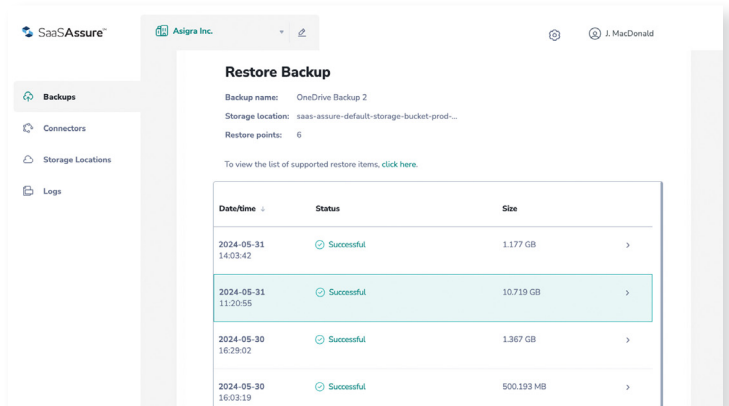 SaaSAssure™
Asigra Inc.
J. MacDonald
Backups
Connectors
Storage Locations
Logs
Restore Backup
Backup name: OneDrive Backup 2
Storage location: saas-assure-default-storage-bucket-prod-...
Restore points: 6
To view the list of supported restore items, click here.
Date/time ↓ Status Size
2024-05-31 Successful 1.177 GB
14:03:42
2024-05-31 Successful 10.719 GB
11:20:55
2024-05-30 Successful 1.367 GB
16:29:02
2024-05-30 Successful 500.193 MB
16:03:19